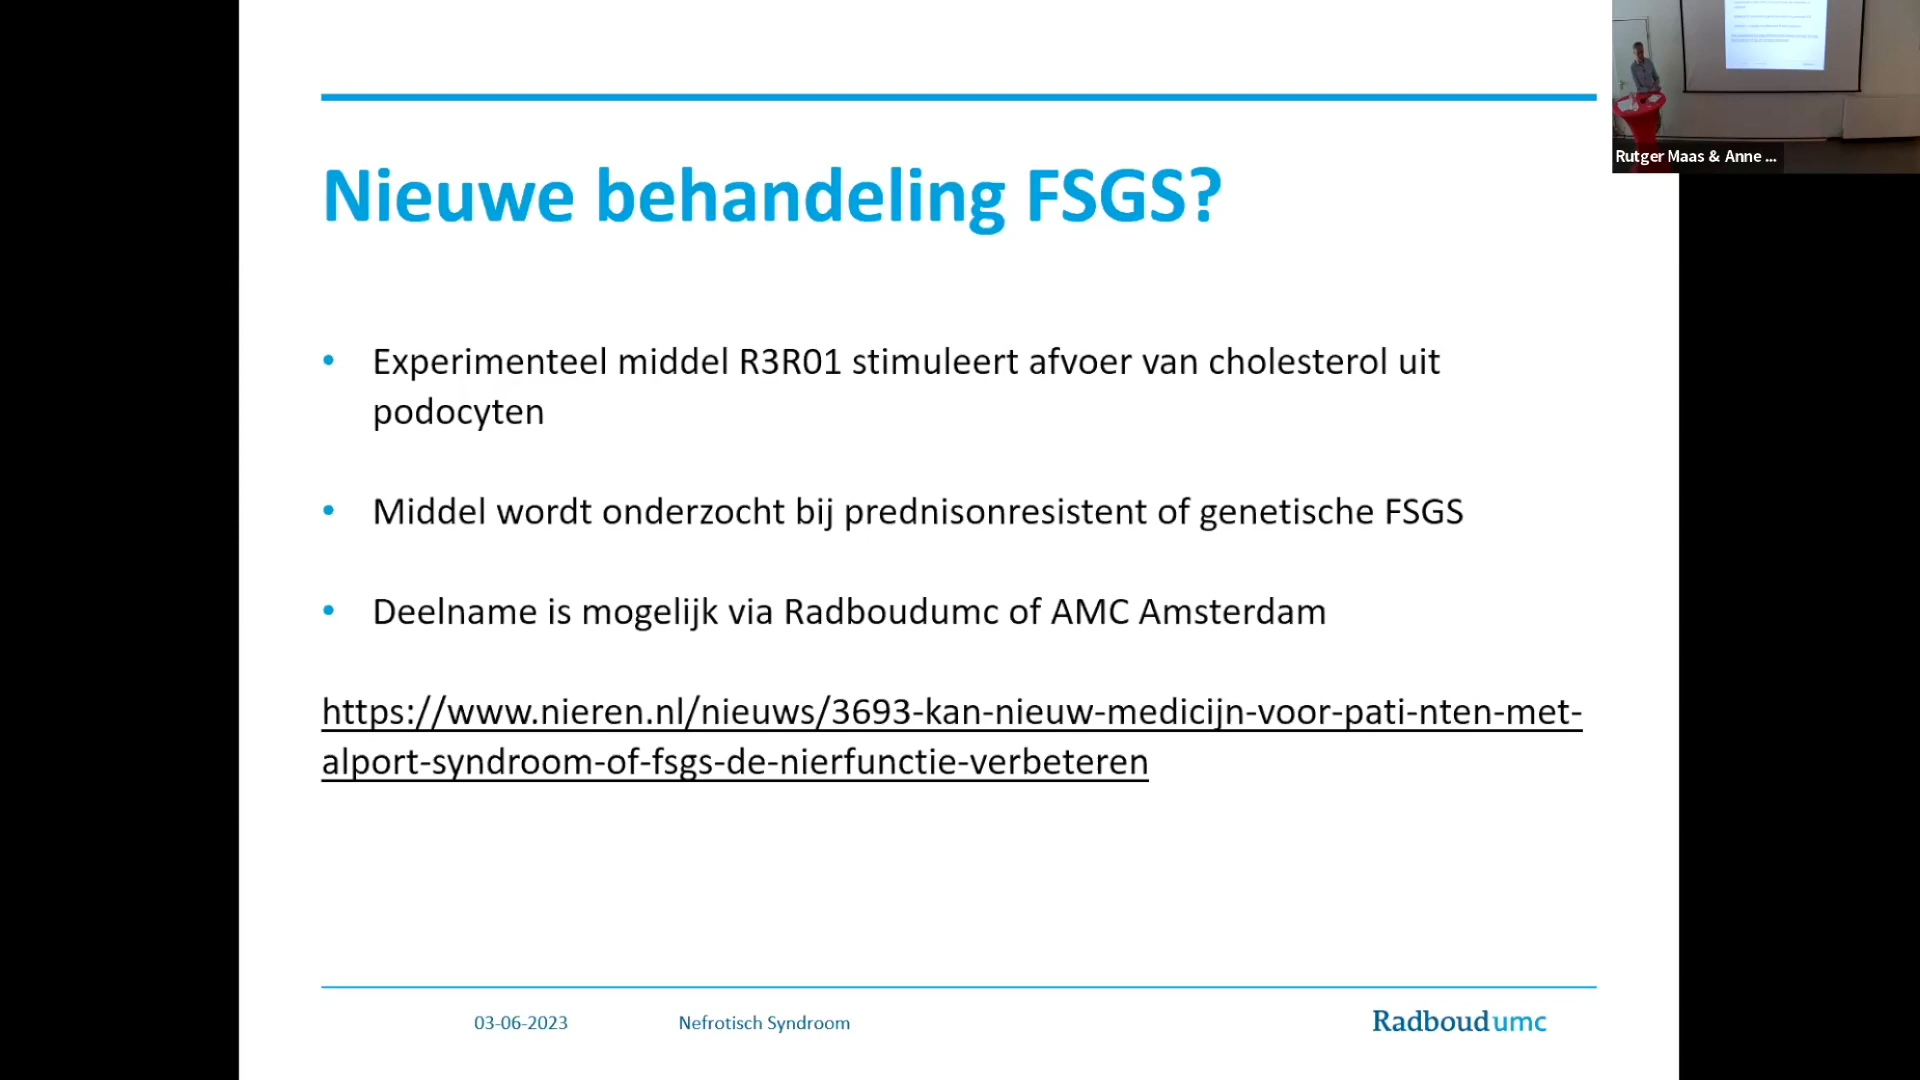 Nieuwe behandeling FSGS?
• Experimenteel middel R3R01 stimuleert afvoer van cholesterol uit
podocyten
• Middel wordt onderzocht bij prednisonresistent of genetische FSGS
• Deelname is mogelijk via Radboudumc of AMC Amsterdam
https://www.nieren.nl/nieuws/3693-kan-nieuw-medicijn-voor-pati-nten-met-
alport-syndroom-of-fsgs-de-nierfunctie-verbeteren
03-06-2023
Nefrotisch Syndroom
Radboudumc
Rutger Maas & Anne ...